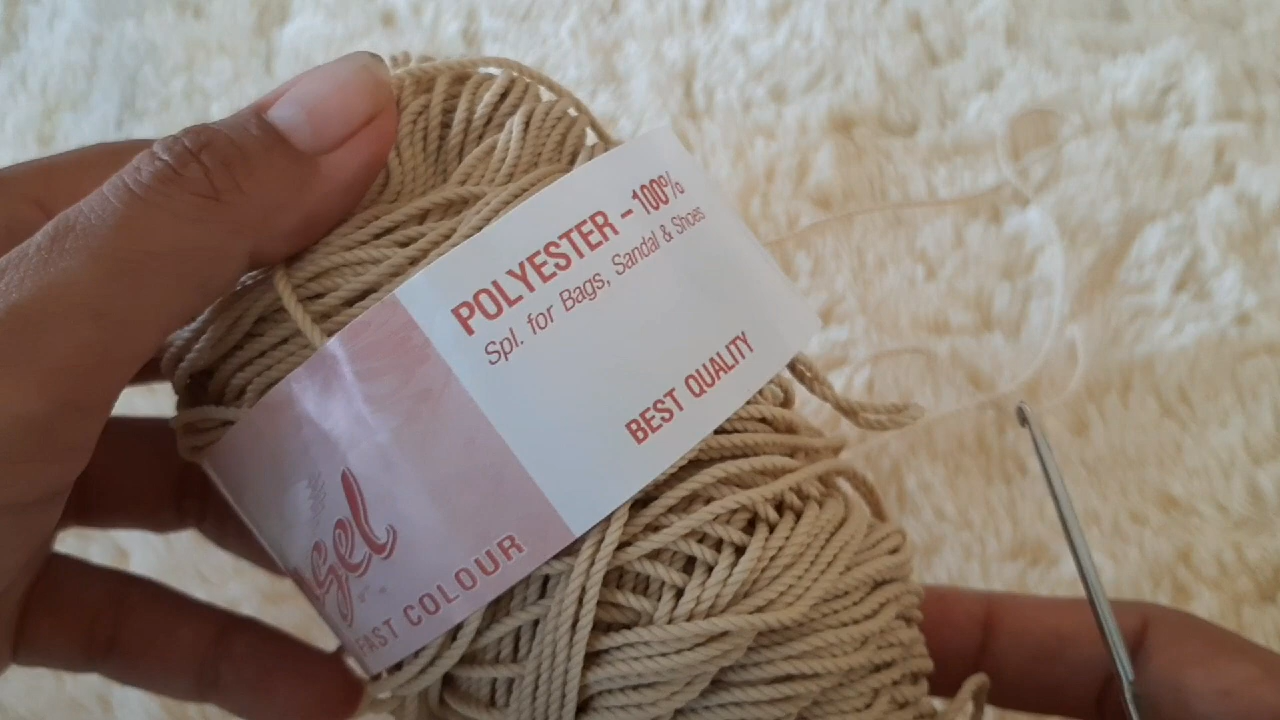 POLYESTER - 100%
Spl. for Bags, Sandal & Shoes
BEST QUALITY
FAST COLOUR